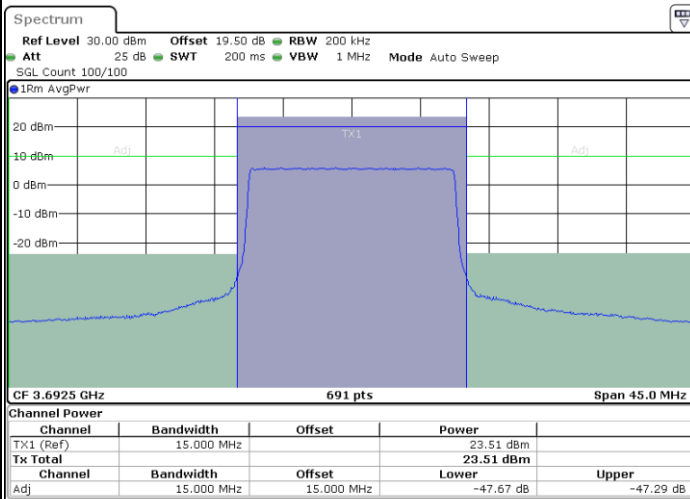 Spectrum
Ref Level 30.00 dBm Offset 19.50 dB RBW 200 kHz
Att 25 dB SWT 200 ms VBW 1 MHz Mode Auto Sweep
SGL Count 100/100
1Rm AvgPwr
20 dBm
TX1
Adj Adj
10 dBm
0 dBm
-10 dBm
-20 dBm
CF 3.6925 GHz 691 pts Span 45.0 MHz
Channel Power
Channel Bandwidth Offset Power
TX1 (Ref) 15.000 MHz 23.51 dBm
Tx Total 23.51 dBm
Channel Bandwidth Offset Lower Upper
Adj 15.000 MHz 15.000 MHz -47.67 dB -47.29 dB